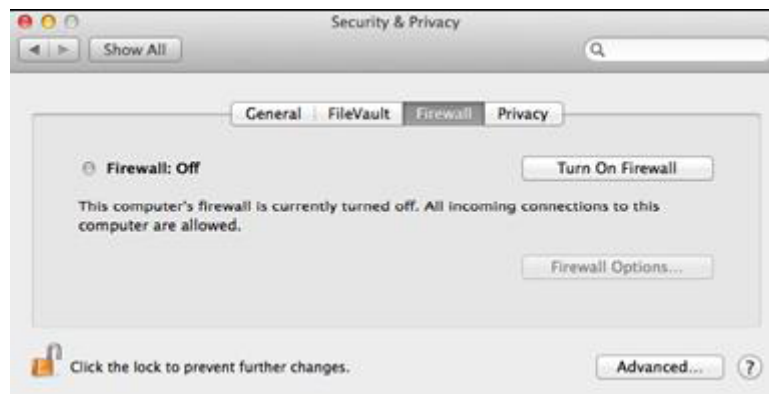 Security & Privacy
Show All
General FileVault Firewall Privacy
Firewall: Off
Turn On Firewall
This computer's firewall is currently turned off. All incoming connections to this
computer are allowed.
Firewall Options...
Click the lock to prevent further changes.
Advanced...
?